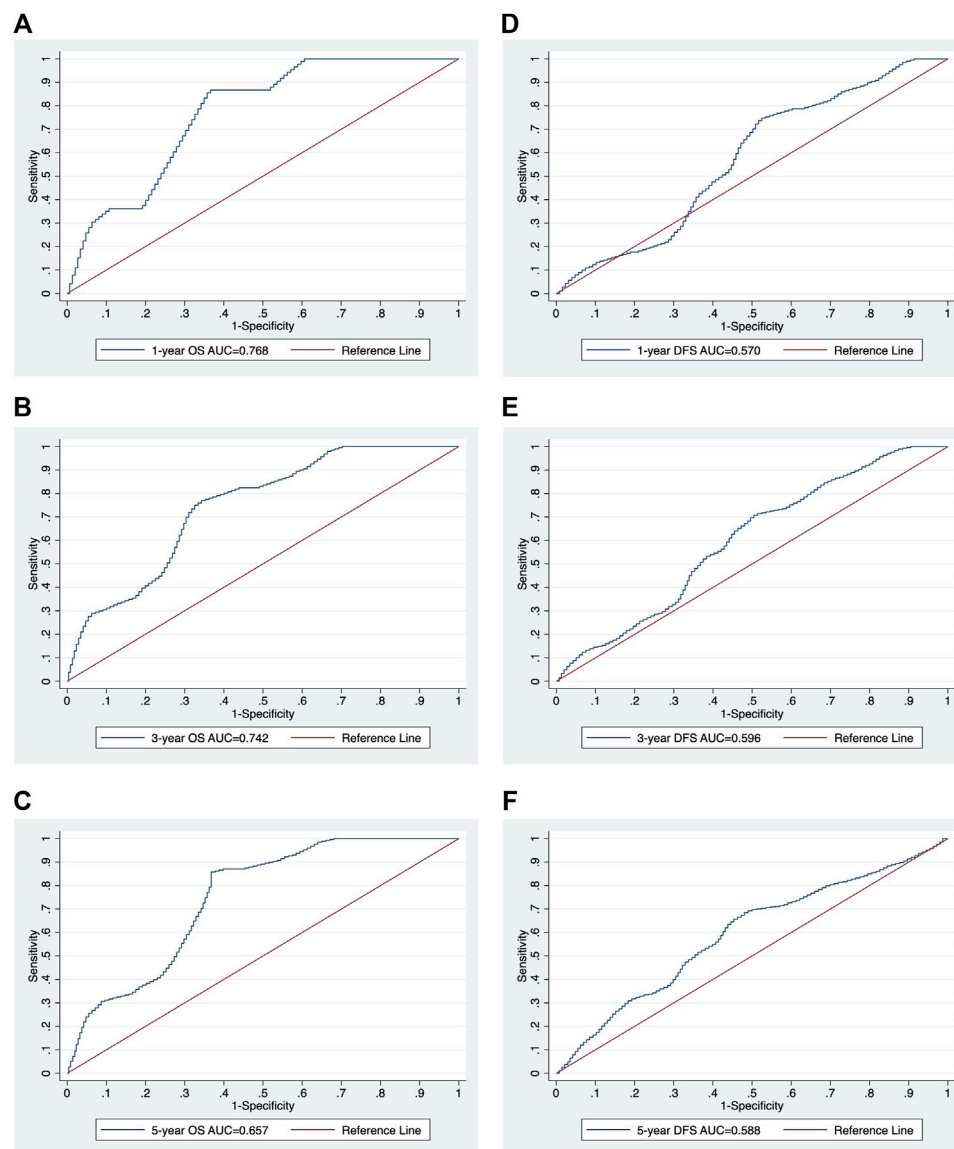 A
Sensitivity
0 .1 .2 .3 .4 .5 .6 .7 .8 .9 1
0 .1 .2 .3 .4 .5 .6 .7 .8 .9 1
1-Specificity
1-year OS AUC=0.768 Reference Line
D
Sensitivity
0 .1 .2 .3 .4 .5 .6 .7 .8 .9 1
0 .1 .2 .3 .4 .5 .6 .7 .8 .9 1
1-Specificity
1-year DFS AUC=0.570 Reference Line
B
Sensitivity
0 .1 .2 .3 .4 .5 .6 .7 .8 .9 1
0 .1 .2 .3 .4 .5 .6 .7 .8 .9 1
1-Specificity
3-year OS AUC=0.742 Reference Line
E
Sensitivity
0 .1 .2 .3 .4 .5 .6 .7 .8 .9 1
0 .1 .2 .3 .4 .5 .6 .7 .8 .9 1
1-Specificity
3-year DFS AUC=0.596 Reference Line
C
Sensitivity
0 .1 .2 .3 .4 .5 .6 .7 .8 .9 1
0 .1 .2 .3 .4 .5 .6 .7 .8 .9 1
1-Specificity
5-year OS AUC=0.657 Reference Line
F
Sensitivity
0 .1 .2 .3 .4 .5 .6 .7 .8 .9 1
0 .1 .2 .3 .4 .5 .6 .7 .8 .9 1
1-Specificity
5-year DFS AUC=0.588 Reference Line